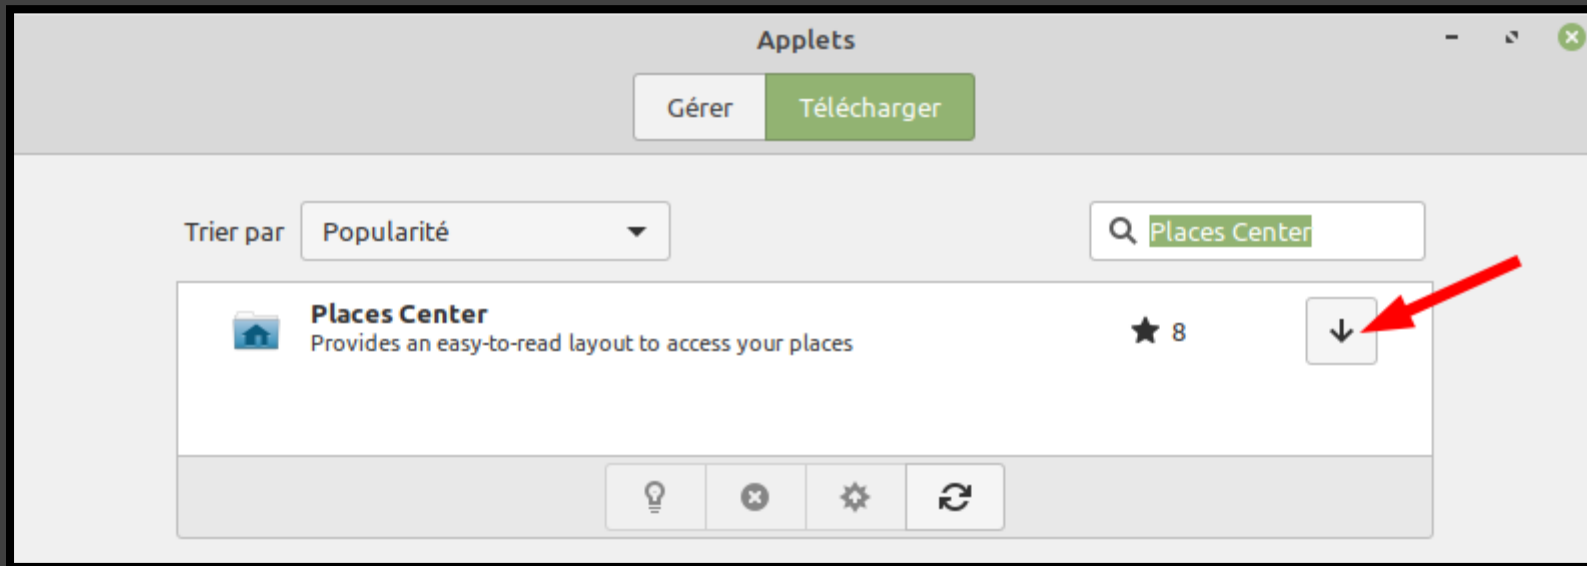 Applets
Gérer Télécharger
Trier par Popularité Places Center
Places Center
Provides an easy-to-read layout to access your places
8